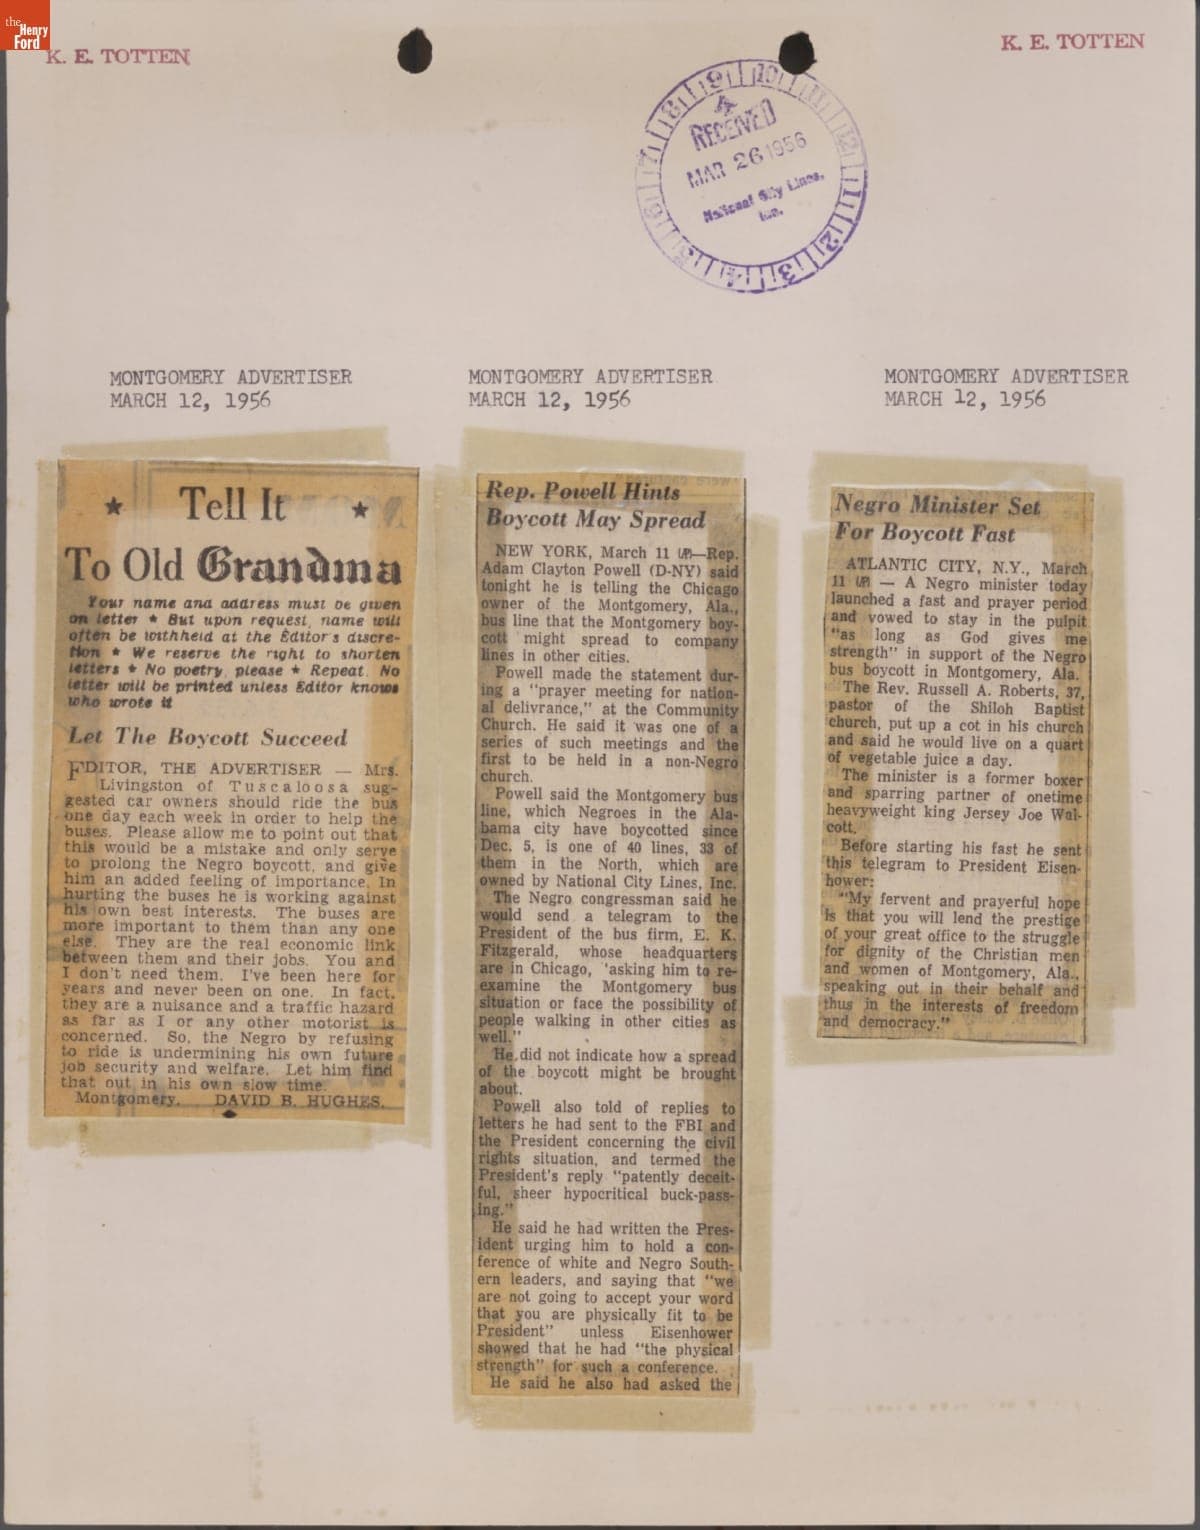 the
Henry
Ford
K. E. TOTTEN
K. E. TOTTEN
7 8 9 10 11 12 1 2 3 4 5 6
RECEIVED
MAR 26 1956
National City Lines,
Inc.
MONTGOMERY ADVERTISER
MARCH 12, 1956
★ Tell It ★
To Old Grandma
Your name and address must be given
on letter ★ But upon request, name will
often be withheld at the Editor's discre-
tion ★ We reserve the right to shorten
letters ★ No poetry, please ★ Repeat. No
letter will be printed unless Editor knows
who wrote it
Let The Boycott Succeed
EDITOR, THE ADVERTISER — Mrs.
Livingston of Tuscaloosa sug-
gested car owners should ride the bus
one day each week in order to help the
buses. Please allow me to point out that
this would be a mistake and only serve
to prolong the Negro boycott, and give
him an added feeling of importance. In
hurting the buses he is working against
his own best interests. The buses are
more important to them than any one
else. They are the real economic link
between them and their jobs. You and
I don't need them. I've been here for
years and never been on one. In fact,
they are a nuisance and a traffic hazard
as far as I or any other motorist is
concerned. So, the Negro by refusing
to ride is undermining his own future
job security and welfare. Let him find
that out in his own slow time.
Montgomery. DAVID B. HUGHES.
MONTGOMERY ADVERTISER
MARCH 12, 1956
Rep. Powell Hints
Boycott May Spread
NEW YORK, March 11 (AP)—Rep.
Adam Clayton Powell (D-NY) said
tonight he is telling the Chicago
owner of the Montgomery, Ala.,
bus line that the Montgomery boy-
cott might spread to company
lines in other cities.
Powell made the statement dur-
ing a "prayer meeting for nation-
al delivrance," at the Community
Church. He said it was one of a
series of such meetings and the
first to be held in a non-Negro
church.
Powell said the Montgomery bus
line, which Negroes in the Ala-
bama city have boycotted since
Dec. 5, is one of 40 lines, 33 of
them in the North, which are
owned by National City Lines, Inc.
The Negro congressman said he
would send a telegram to the
President of the bus firm, E. K.
Fitzgerald, whose headquarters
are in Chicago, 'asking him to re-
examine the Montgomery bus
situation or face the possibility of
people walking in other cities as
well."
He did not indicate how a spread
of the boycott might be brought
about.
Powell also told of replies to
letters he had sent to the FBI and
the President concerning the civil
rights situation, and termed the
President's reply "patently deceit-
ful, sheer hypocritical buck-pass-
ing."
He said he had written the Pres-
ident urging him to hold a con-
ference of white and Negro South-
ern leaders, and saying that "we
are not going to accept your word
that you are physically fit to be
President" unless Eisenhower
showed that he had "the physical
strength" for such a conference.
He said he also had asked the
MONTGOMERY ADVERTISER
MARCH 12, 1956
Negro Minister Set
For Boycott Fast
ATLANTIC CITY, N.Y., March
11 (AP) — A Negro minister today
launched a fast and prayer period
and vowed to stay in the pulpit
"as long as God gives me
strength" in support of the Negro
bus boycott in Montgomery, Ala.
The Rev. Russell A. Roberts, 37,
pastor of the Shiloh Baptist
church, put up a cot in his church
and said he would live on a quart
of vegetable juice a day.
The minister is a former boxer
and sparring partner of onetime
heavyweight king Jersey Joe Wal-
cott.
Before starting his fast he sent
this telegram to President Eisen-
hower:
"My fervent and prayerful hope
is that you will lend the prestige
of your great office to the struggle
for dignity of the Christian men
and women of Montgomery, Ala.,
speaking out in their behalf and
thus in the interests of freedom
and democracy."